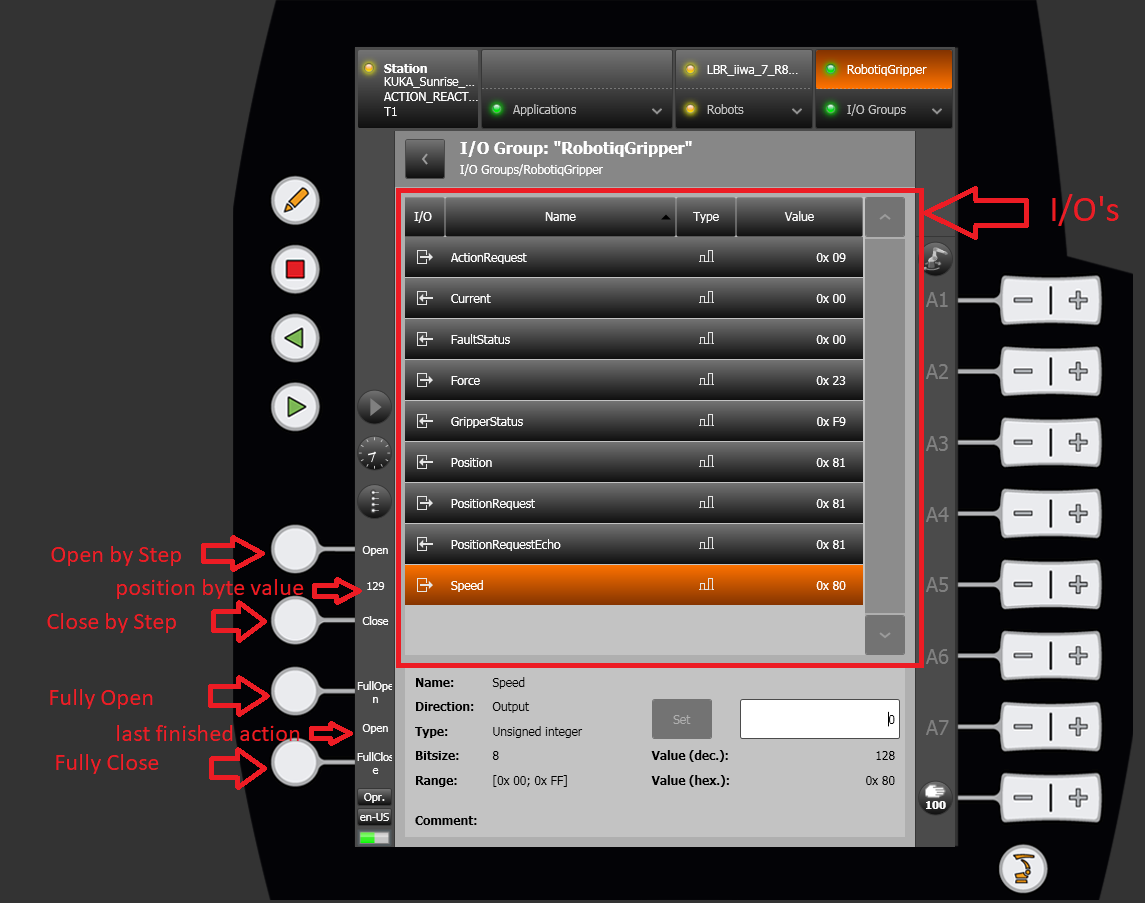 Station
KUKA_Sunrise_...
ACTION_REACT...
T1
Applications
LBR_iiwa_7_R8...
Robots
RobotiqGripper
I/O Groups
I/O Group: "RobotiqGripper"
I/O Groups/RobotiqGripper
I/O's
I/O Name Type Value
ActionRequest 0x 09
Current 0x 00
FaultStatus 0x 00
Force 0x 23
GripperStatus 0x F9
Position 0x 81
PositionRequest 0x 81
PositionRequestEcho 0x 81
Speed 0x 80
A1
A2
A3
A4
A5
A6
A7
100
Open by Step
Open
position byte value
129
Close by Step
Close
Fully Open
FullOpe
n
last finished action
Open
Fully Close
FullClos
e
Opr.
en-US
Name: Speed
Direction: Output
Type: Unsigned integer
Bitsize: 8
Range: [0x 00; 0x FF]
Comment:
Set
0
Value (dec.): 128
Value (hex.): 0x 80